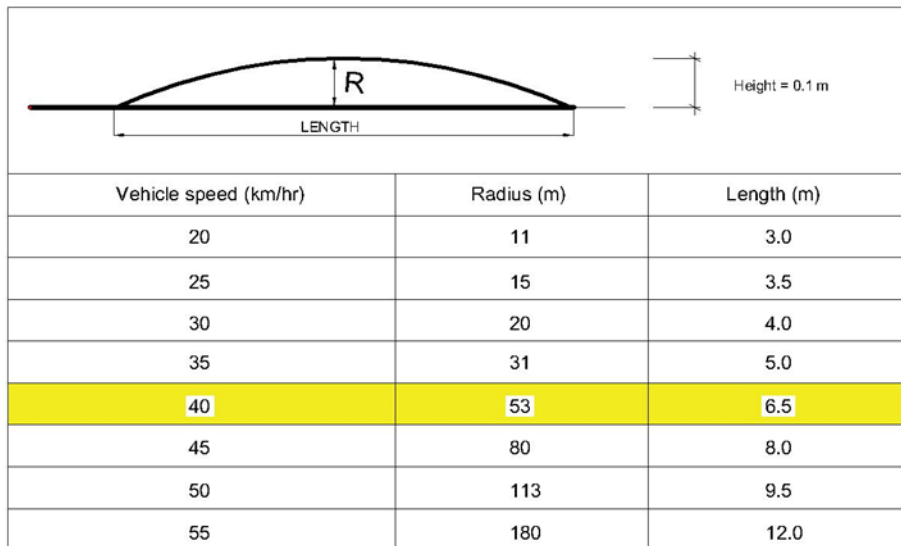 R
Height = 0.1 m
LENGTH
Vehicle speed (km/hr) Radius (m) Length (m)
20 11 3.0
25 15 3.5
30 20 4.0
35 31 5.0
40 53 6.5
45 80 8.0
50 113 9.5
55 180 12.0